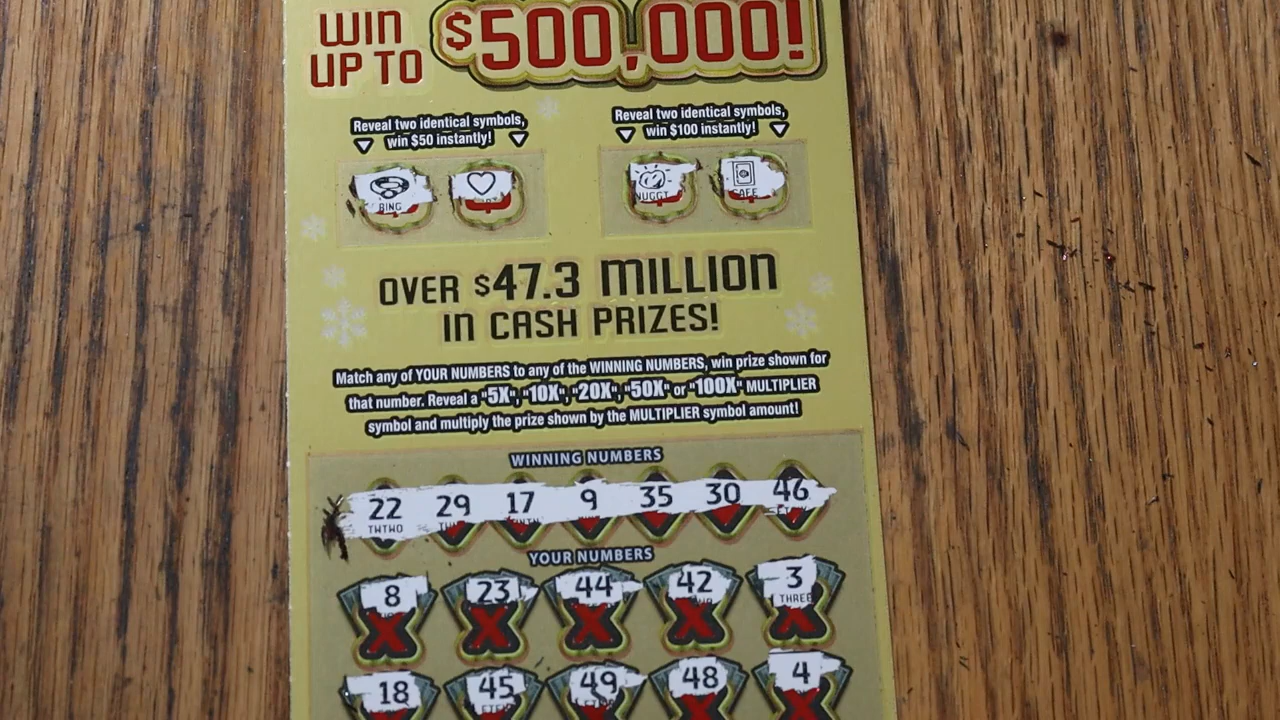 WIN
UP TO
$500,000!
Reveal two identical symbols,
win $50 instantly!
Reveal two identical symbols,
win $100 instantly!
RING
NUGGT
SAFE
OVER $47.3 MILLION
IN CASH PRIZES!
Match any of YOUR NUMBERS to any of the WINNING NUMBERS, win prize shown for
that number. Reveal a "5X", "10X", "20X", "50X" or "100X" MULTIPLIER
symbol and multiply the prize shown by the MULTIPLIER symbol amount!
WINNING NUMBERS
22 29 17 9 35 30 46
TWTWO
YOUR NUMBERS
8 23 44 42 3
THREE
X X X X X
18 45 49 48 4